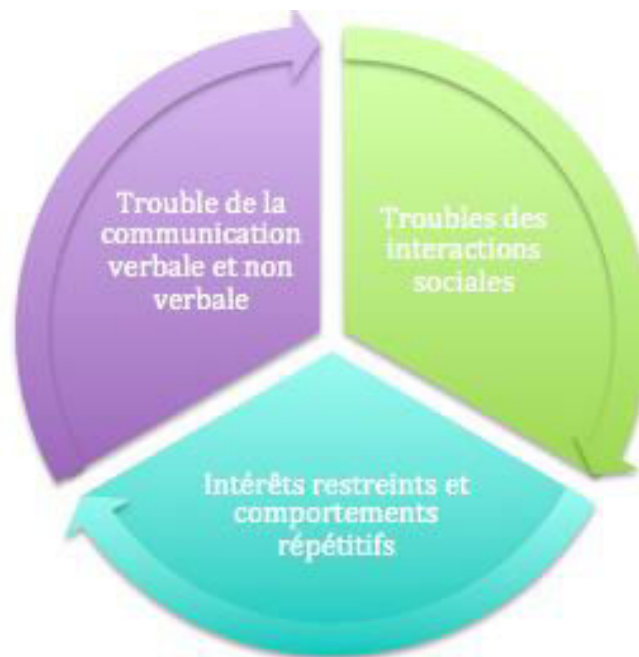 Trouble de la
communication
verbale et non
verbale
Troubles des
interactions
sociales
Intérêts restreints et
comportements
répétitifs